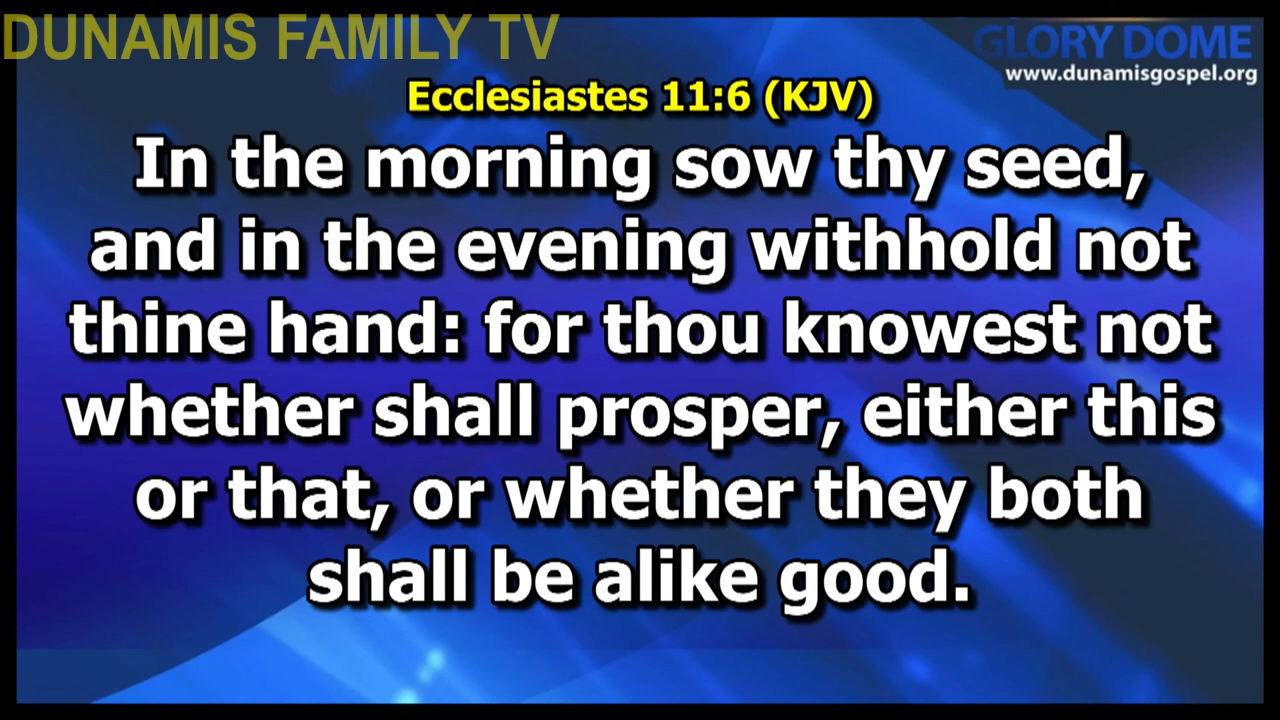 DUNAMIS FAMILY TV
GLORY DOME
www.dunamisgospel.org
Ecclesiastes 11:6 (KJV)
In the morning sow thy seed,
and in the evening withhold not
thine hand: for thou knowest not
whether shall prosper, either this
or that, or whether they both
shall be alike good.